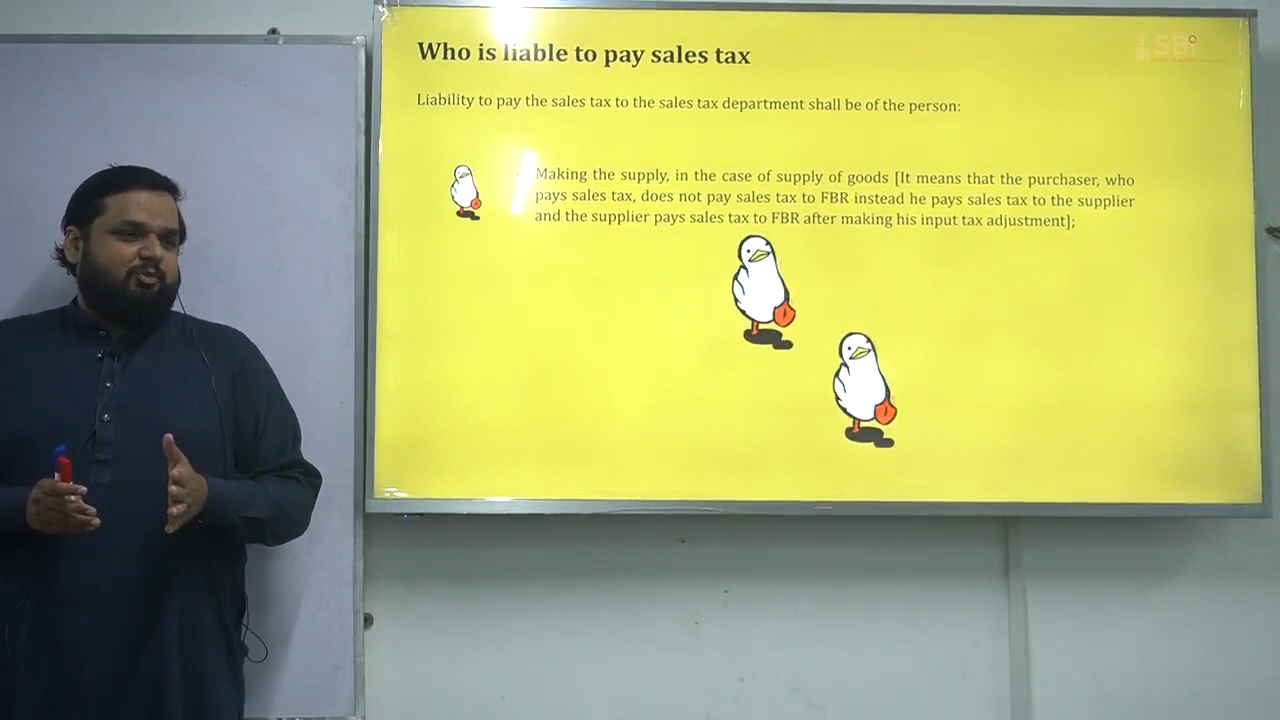 Who is liable to pay sales tax
Liability to pay the sales tax to the sales tax department shall be of the person:
Making the supply, in the case of supply of goods [It means that the purchaser, who
pays sales tax, does not pay sales tax to FBR instead he pays sales tax to the supplier
and the supplier pays sales tax to FBR after making his input tax adjustment];